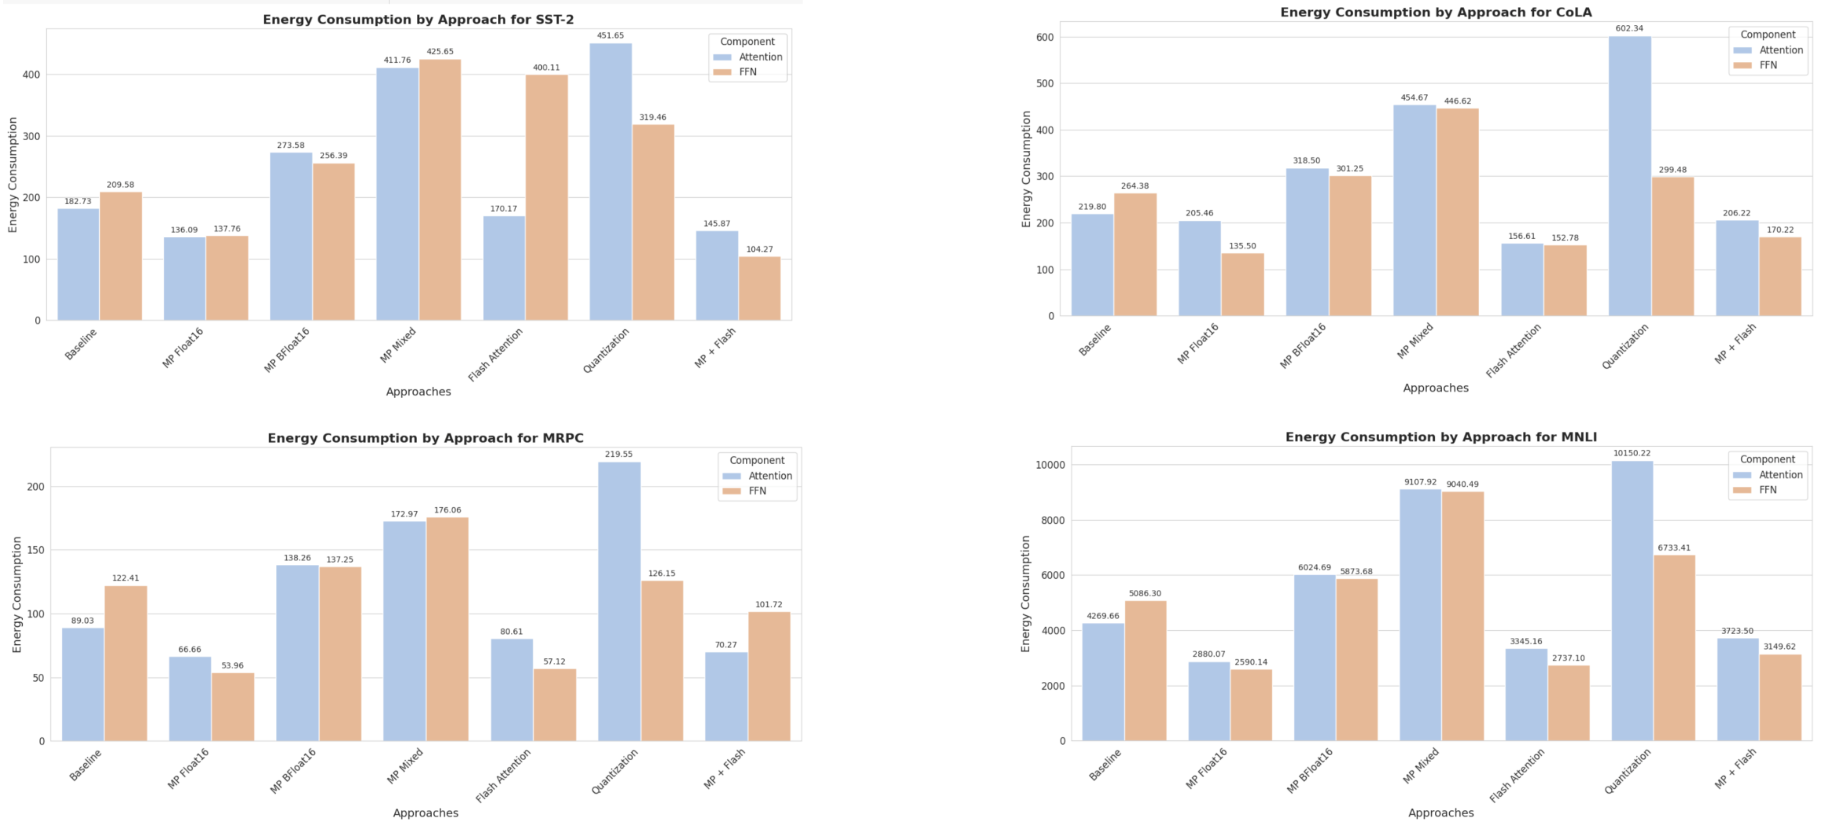 Energy Consumption by Approach for SST-2
Energy Consumption
400
300
200
100
0
182.73
209.58
136.09
137.76
273.58
256.39
411.76
425.65
170.17
400.11
451.65
319.46
145.87
104.27
Component
Attention
FFN
Baseline
MP Float16
MP BFloat16
MP Mixed
Flash Attention
Quantization
MP + Flash
Approaches
Energy Consumption by Approach for CoLA
Energy Consumption
600
500
400
300
200
100
0
219.80
264.38
205.46
135.50
318.50
301.25
454.67
446.62
156.61
152.78
602.34
299.48
206.22
170.22
Component
Attention
FFN
Baseline
MP Float16
MP BFloat16
MP Mixed
Flash Attention
Quantization
MP + Flash
Approaches
Energy Consumption by Approach for MRPC
Energy Consumption
200
150
100
50
0
89.03
122.41
66.66
53.96
138.26
137.25
172.97
176.06
80.61
57.12
219.55
126.15
70.27
101.72
Component
Attention
FFN
Baseline
MP Float16
MP BFloat16
MP Mixed
Flash Attention
Quantization
MP + Flash
Approaches
Energy Consumption by Approach for MNLI
Energy Consumption
10000
8000
6000
4000
2000
0
4269.66
5086.30
2880.07
2590.14
6024.69
5873.68
9107.92
9040.49
3345.16
2737.10
10150.22
6733.41
3723.50
3149.62
Component
Attention
FFN
Baseline
MP Float16
MP BFloat16
MP Mixed
Flash Attention
Quantization
MP + Flash
Approaches